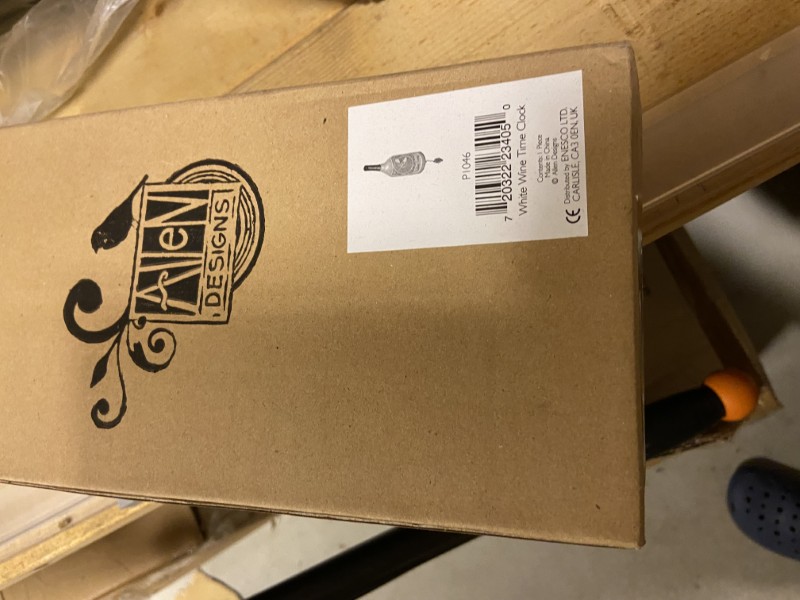 Allen
DESIGNS
P1046
7 20322 23405 0
White Wine Time Clock
Contents: 1 Piece
Made in China
© Allen Designs
CE Distributed by ENESCO LTD.
CARLISLE, CA3 0EN, UK